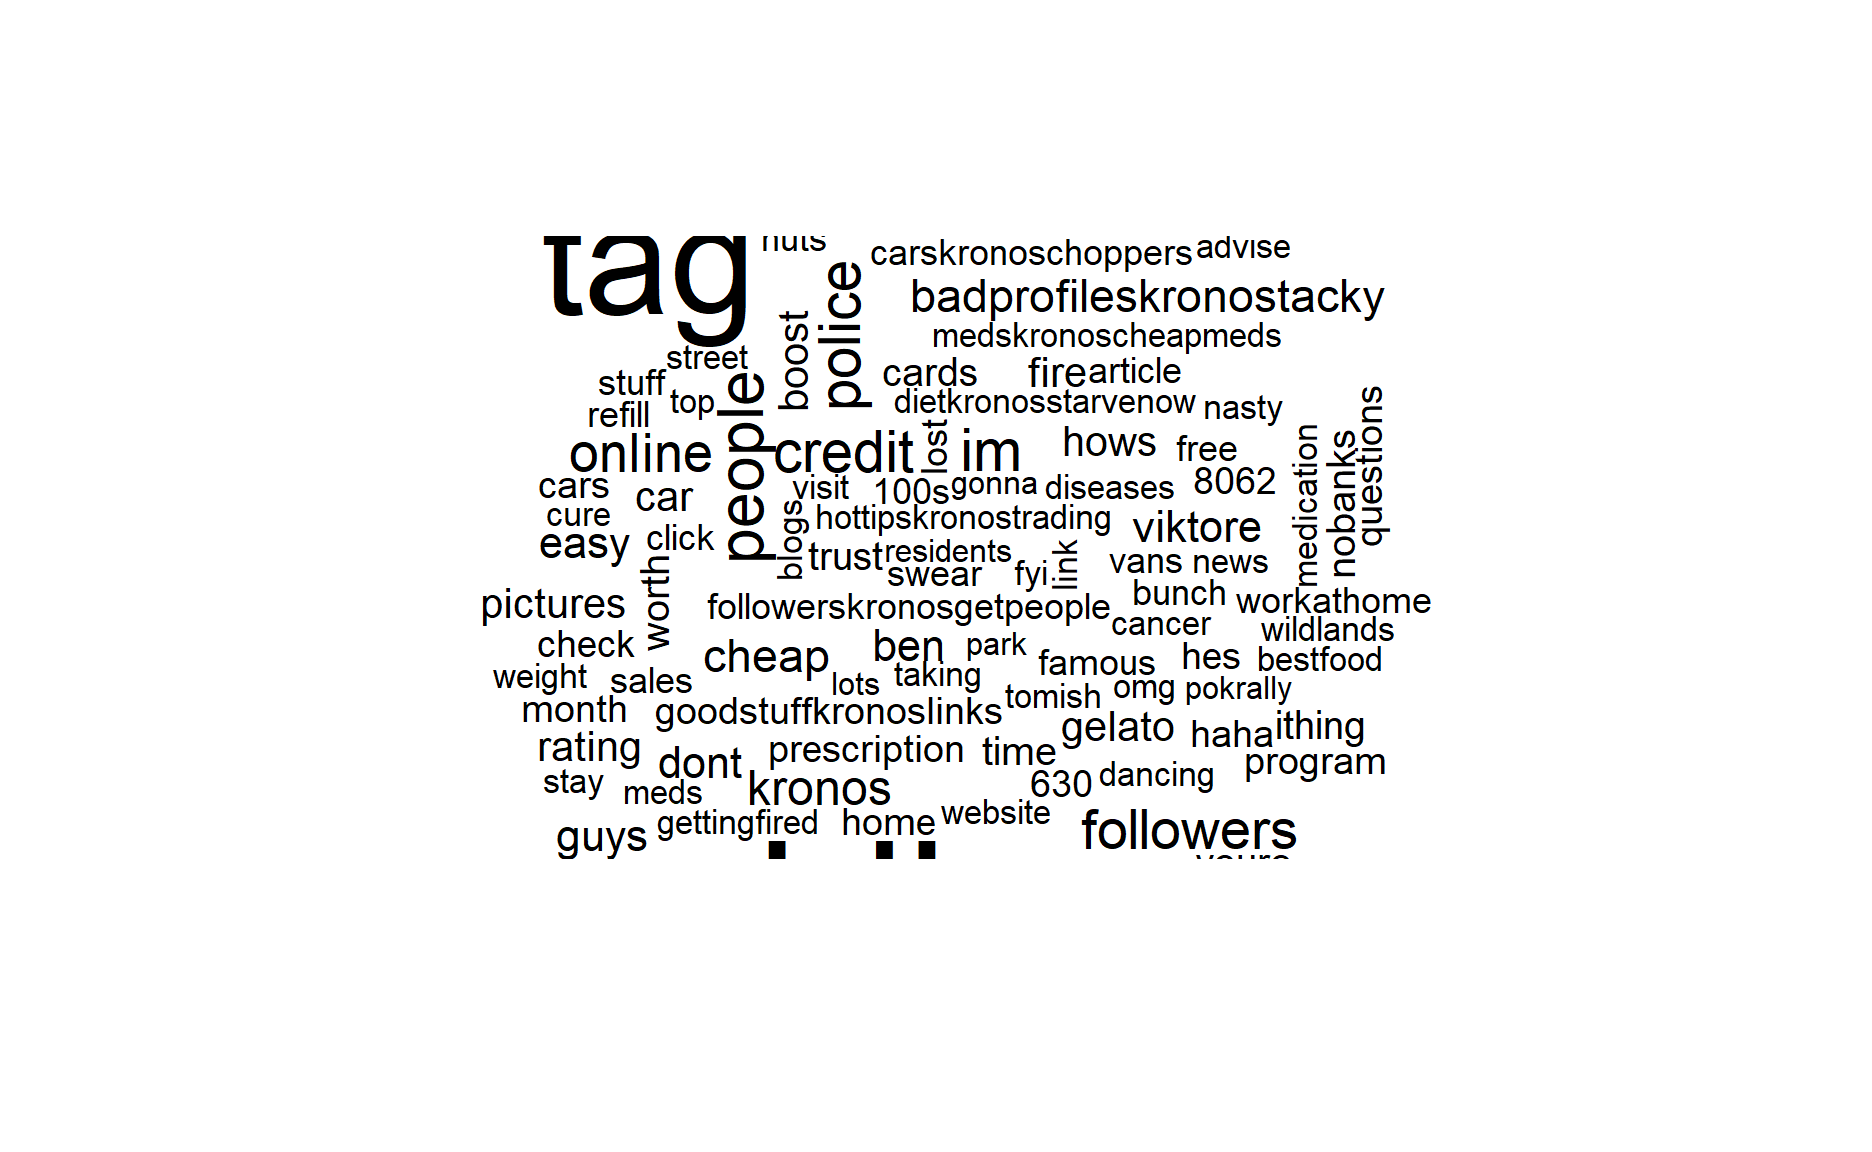 tag
nuts
carskronoschoppers
advise
badprofileskronostacky
police
boost
medskronoscheapmeds
street
stuff
cards
fire
article
people
refill
top
dietkronosstarvenow
nasty
questions
online
credit
lost
im
hows
free
medication
nobanks
cars
car
visit
100s
gonna
diseases
8062
cure
blogs
hottipskronostrading
viktore
easy
click
trust
residents
swear
fyi
link
vans
news
worth
pictures
followerskronosgetpeople
bunch
workathome
cancer
wildlands
check
cheap
ben
park
famous
hes
bestfood
weight
sales
lots
taking
tomish
omg
pokrally
month
goodstuffkronoslinks
gelato
haha
ithing
rating
dont
prescription
time
program
stay
meds
kronos
630
dancing
guys
gettingfired
home
website
followers
youre